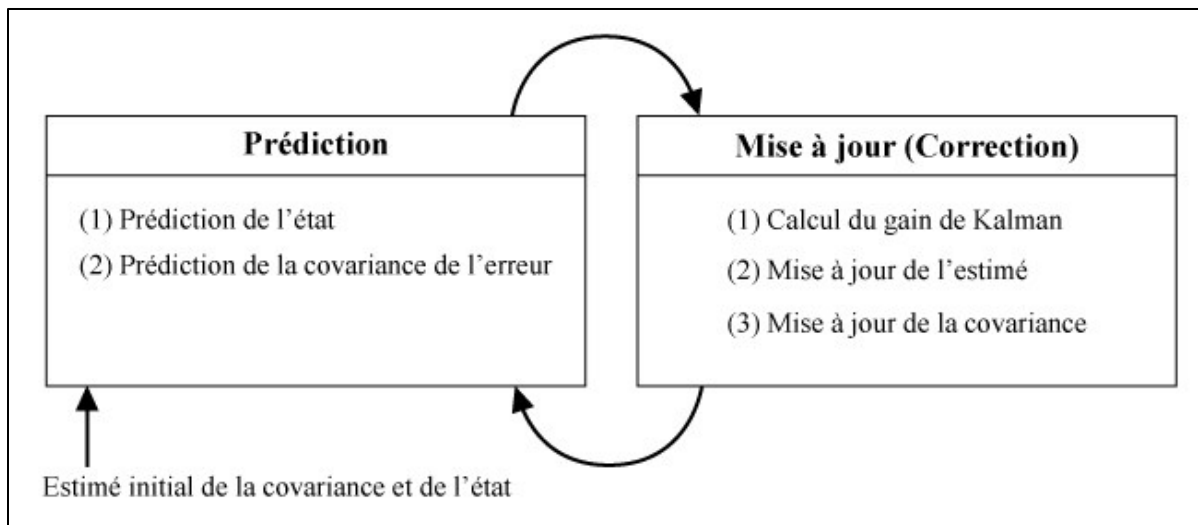 Prédiction
(1) Prédiction de l'état
(2) Prédiction de la covariance de l'erreur
Mise à jour (Correction)
(1) Calcul du gain de Kalman
(2) Mise à jour de l'estimé
(3) Mise à jour de la covariance
Estimé initial de la covariance et de l'état